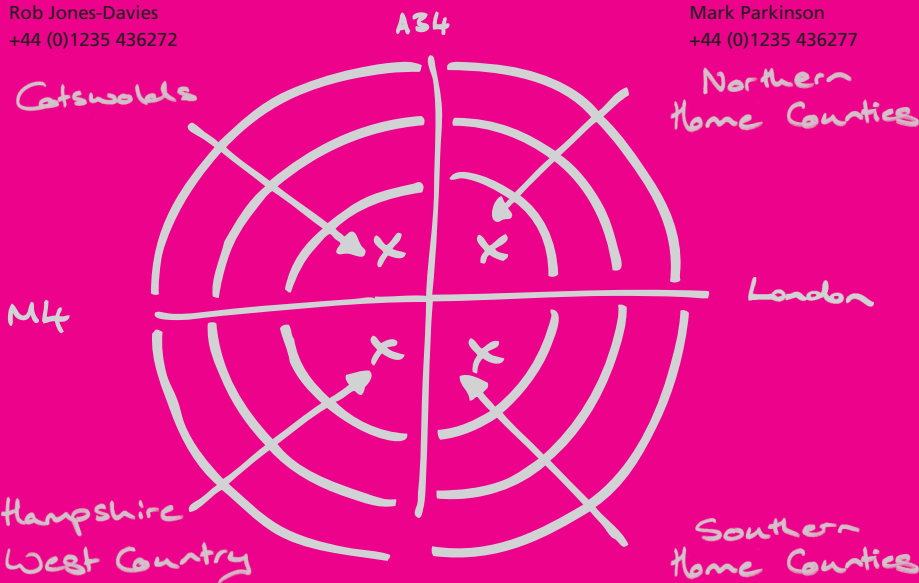 Rob Jones-Davies
+44 (0)1235 436272
A34
Mark Parkinson
+44 (0)1235 436277
Cotswolds
Northern
Home Counties
M4
London
Hampshire
West Country
Southern
Home Counties